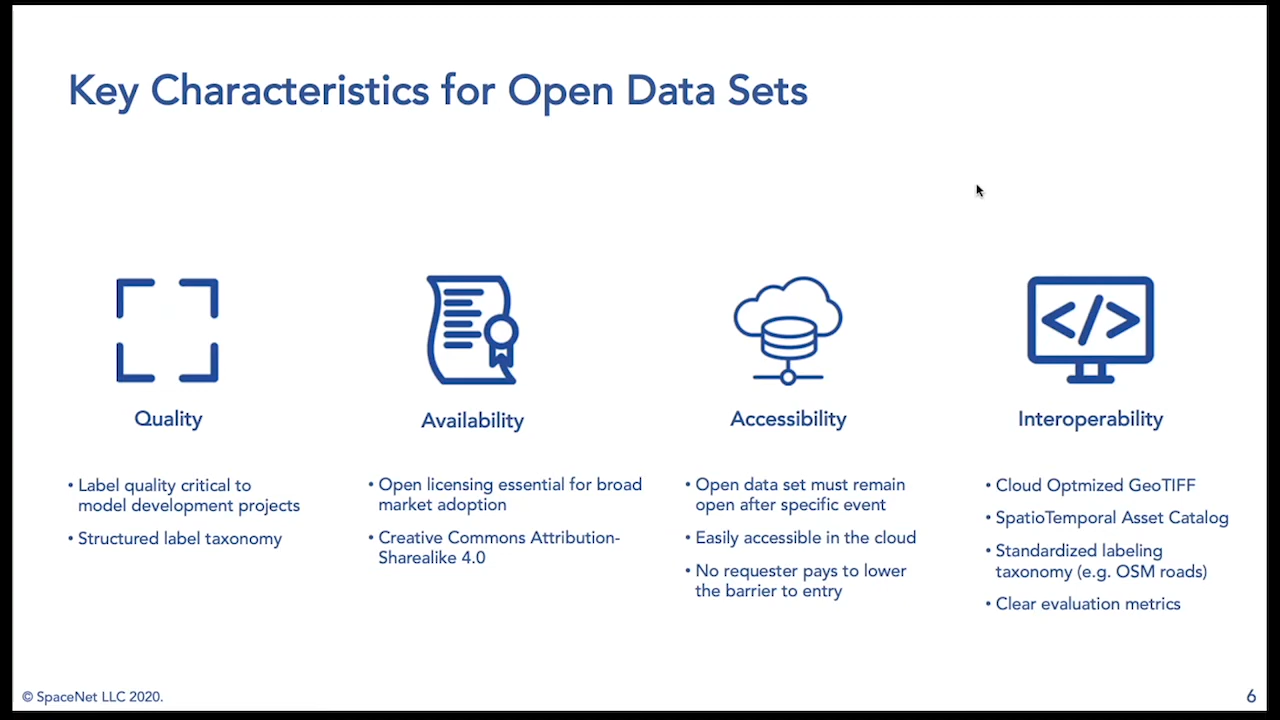 Key Characteristics for Open Data Sets
</>
Quality
Availability
Accessibility
Interoperability
• Label quality critical to
model development projects
• Structured label taxonomy
• Open licensing essential for broad
market adoption
• Creative Commons Attribution-
Sharealike 4.0
• Open data set must remain
open after specific event
• Easily accessible in the cloud
• No requester pays to lower
the barrier to entry
• Cloud Optmized GeoTIFF
• SpatioTemporal Asset Catalog
• Standardized labeling
taxonomy (e.g. OSM roads)
• Clear evaluation metrics
© SpaceNet LLC 2020.
6